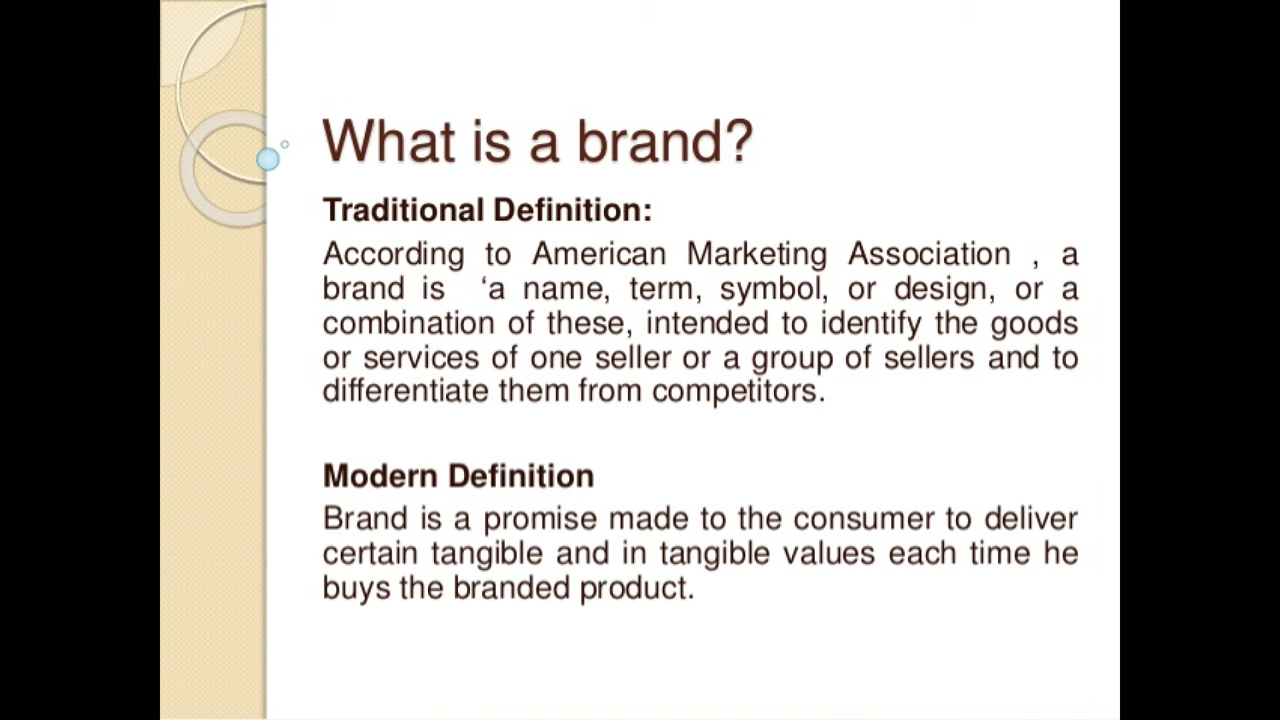 What is a brand?
Traditional Definition:
According to American Marketing Association , a
brand is ‘a name, term, symbol, or design, or a
combination of these, intended to identify the goods
or services of one seller or a group of sellers and to
differentiate them from competitors.
Modern Definition
Brand is a promise made to the consumer to deliver
certain tangible and in tangible values each time he
buys the branded product.